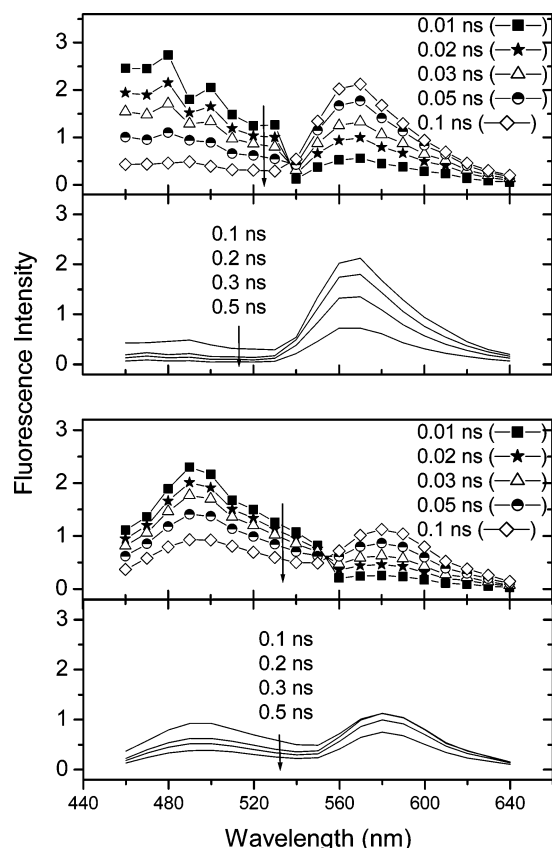 3
0.01 ns (—■—)
0.02 ns (—★—)
2
0.03 ns (—△—)
0.05 ns (—◒—)
1
0.1 ns (—◇—)
0
3
0.1 ns
2
0.2 ns
0.3 ns
1
0.5 ns
0
Fluorescence Intensity
3
0.01 ns (—■—)
0.02 ns (—★—)
2
0.03 ns (—△—)
0.05 ns (—◒—)
1
0.1 ns (—◇—)
0
3
0.1 ns
2
0.2 ns
0.3 ns
1
0.5 ns
0
440 480 520 560 600 640
Wavelength (nm)